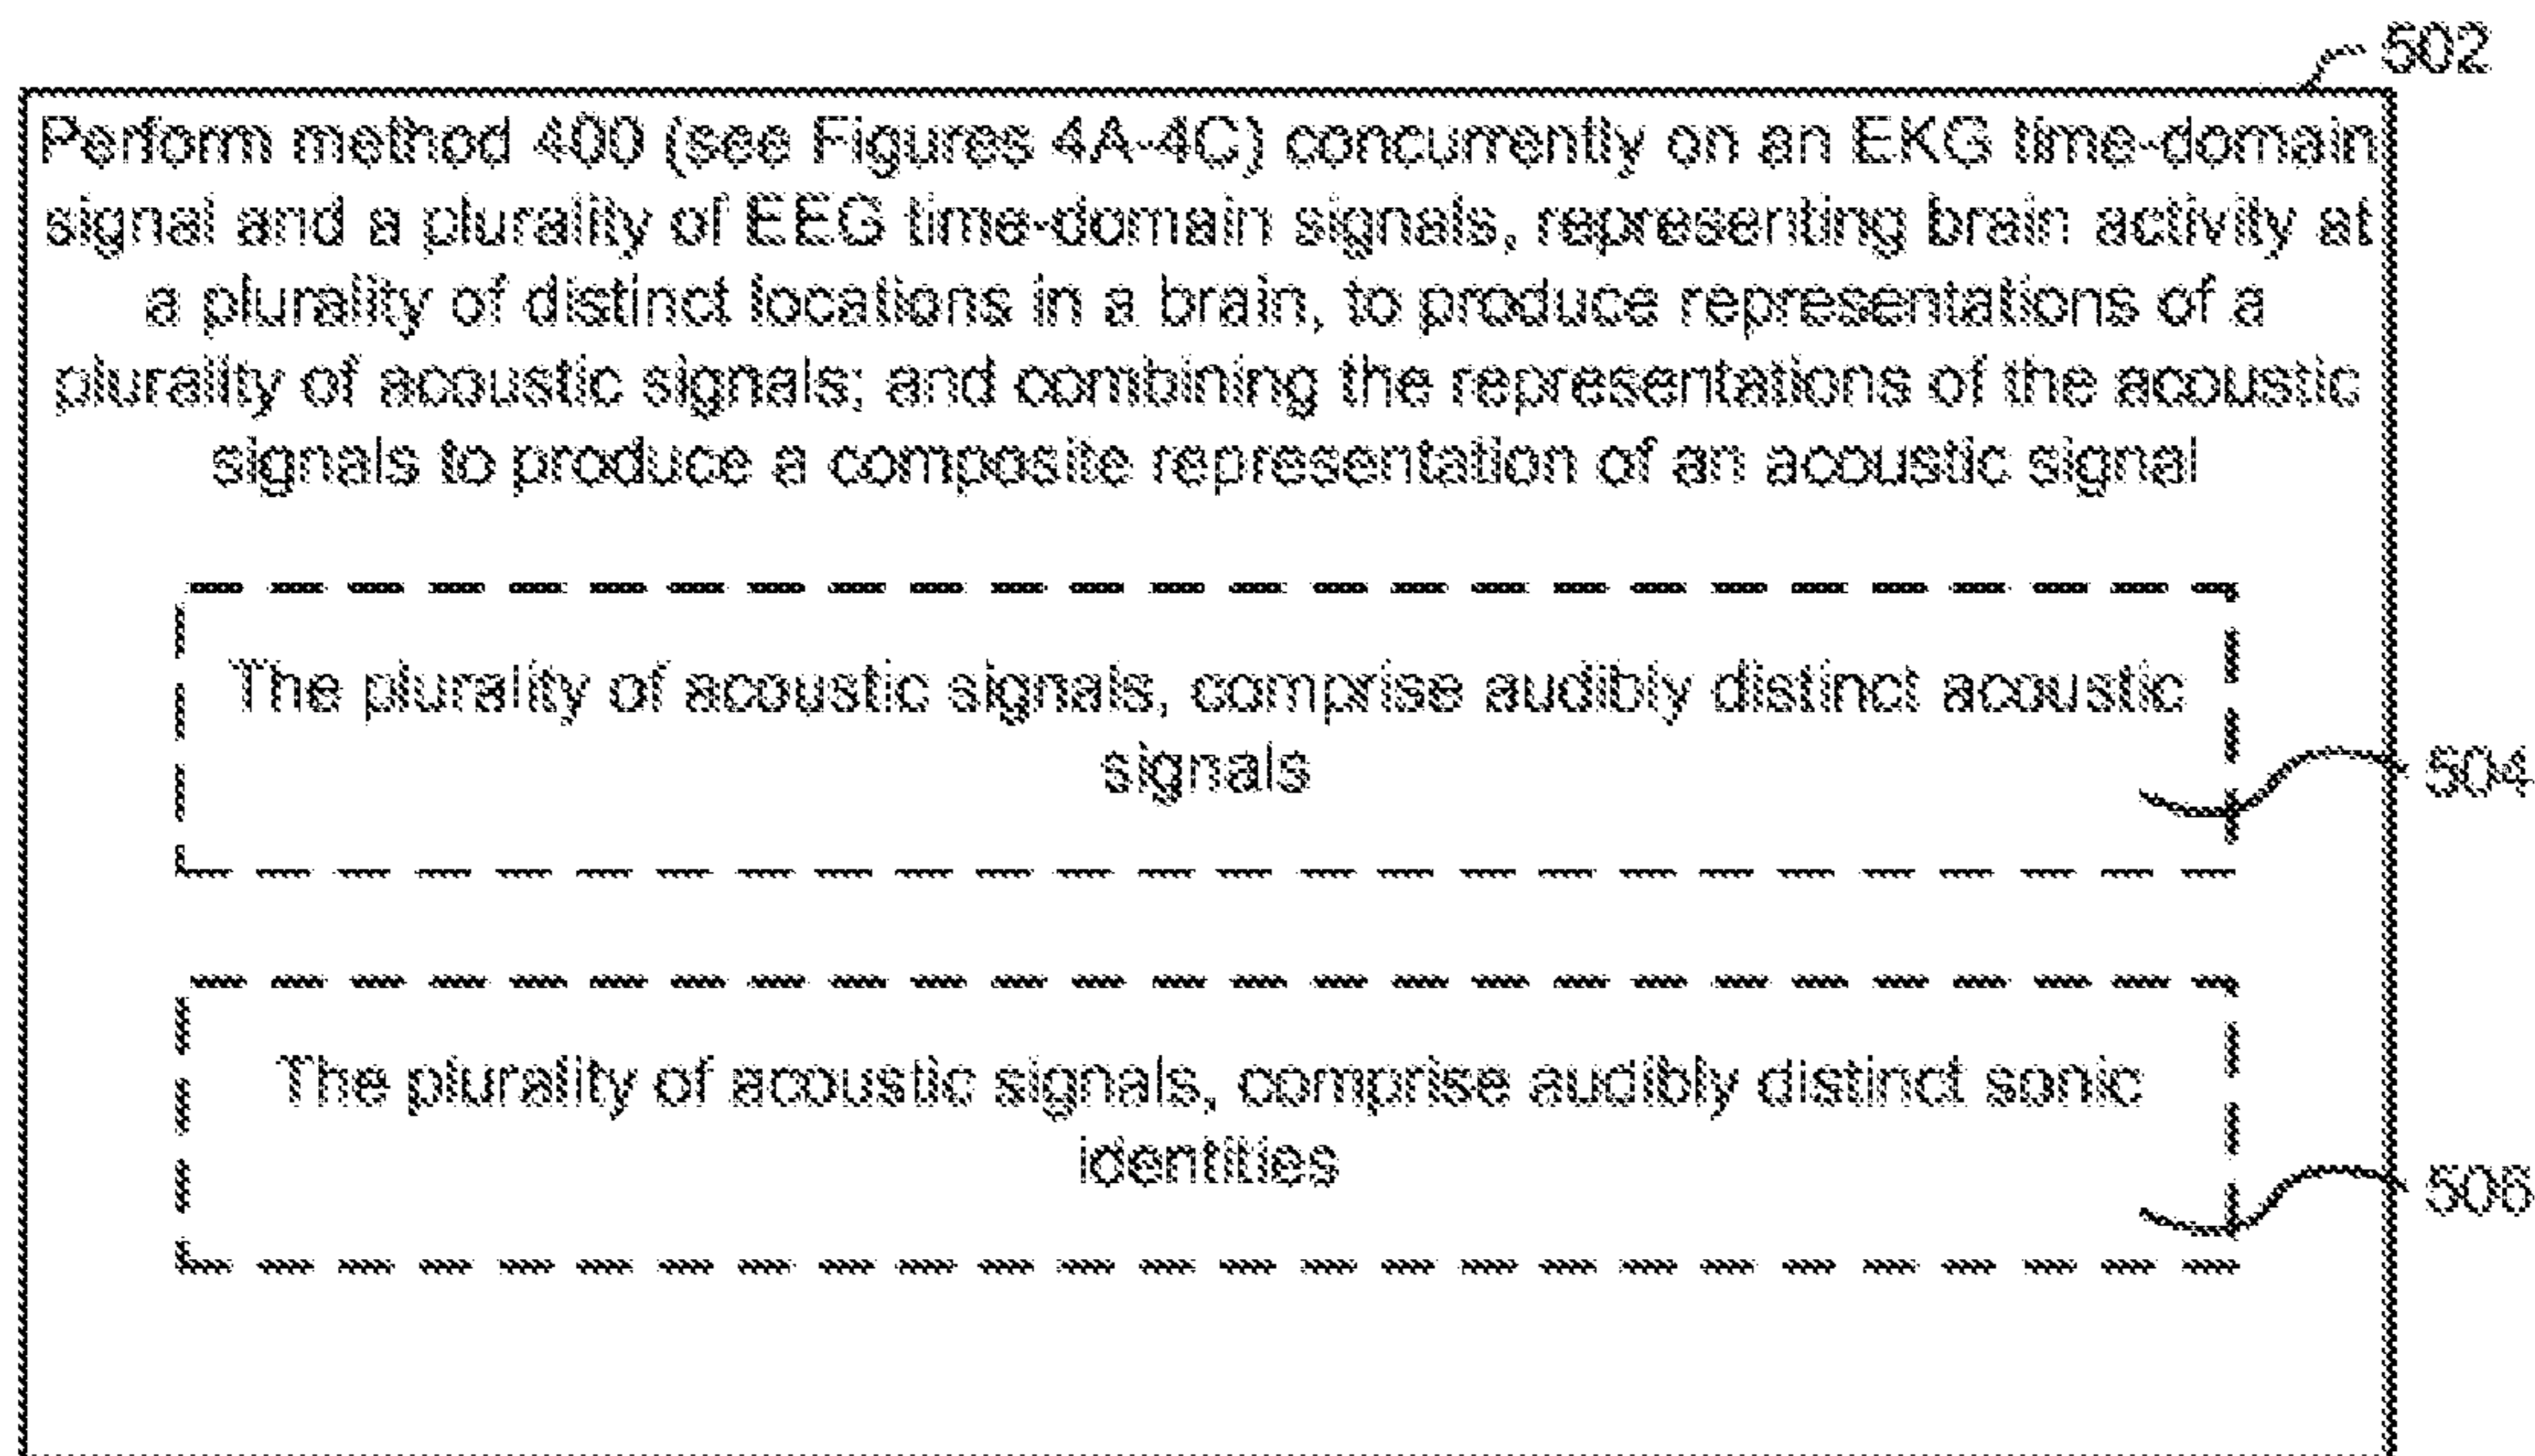 502
Perform method 400 (see Figures 4A-4C) concurrently on an EKG time-domain
signal and a plurality of EEG time-domain signals, representing brain activity at
a plurality of distinct locations in a brain, to produce representations of a
plurality of acoustic signals; and combining the representations of the acoustic
signals to produce a composite representation of an acoustic signal
The plurality of acoustic signals, comprise audibly distinct acoustic
signals
504
The plurality of acoustic signals, comprise audibly distinct sonic
identities
506